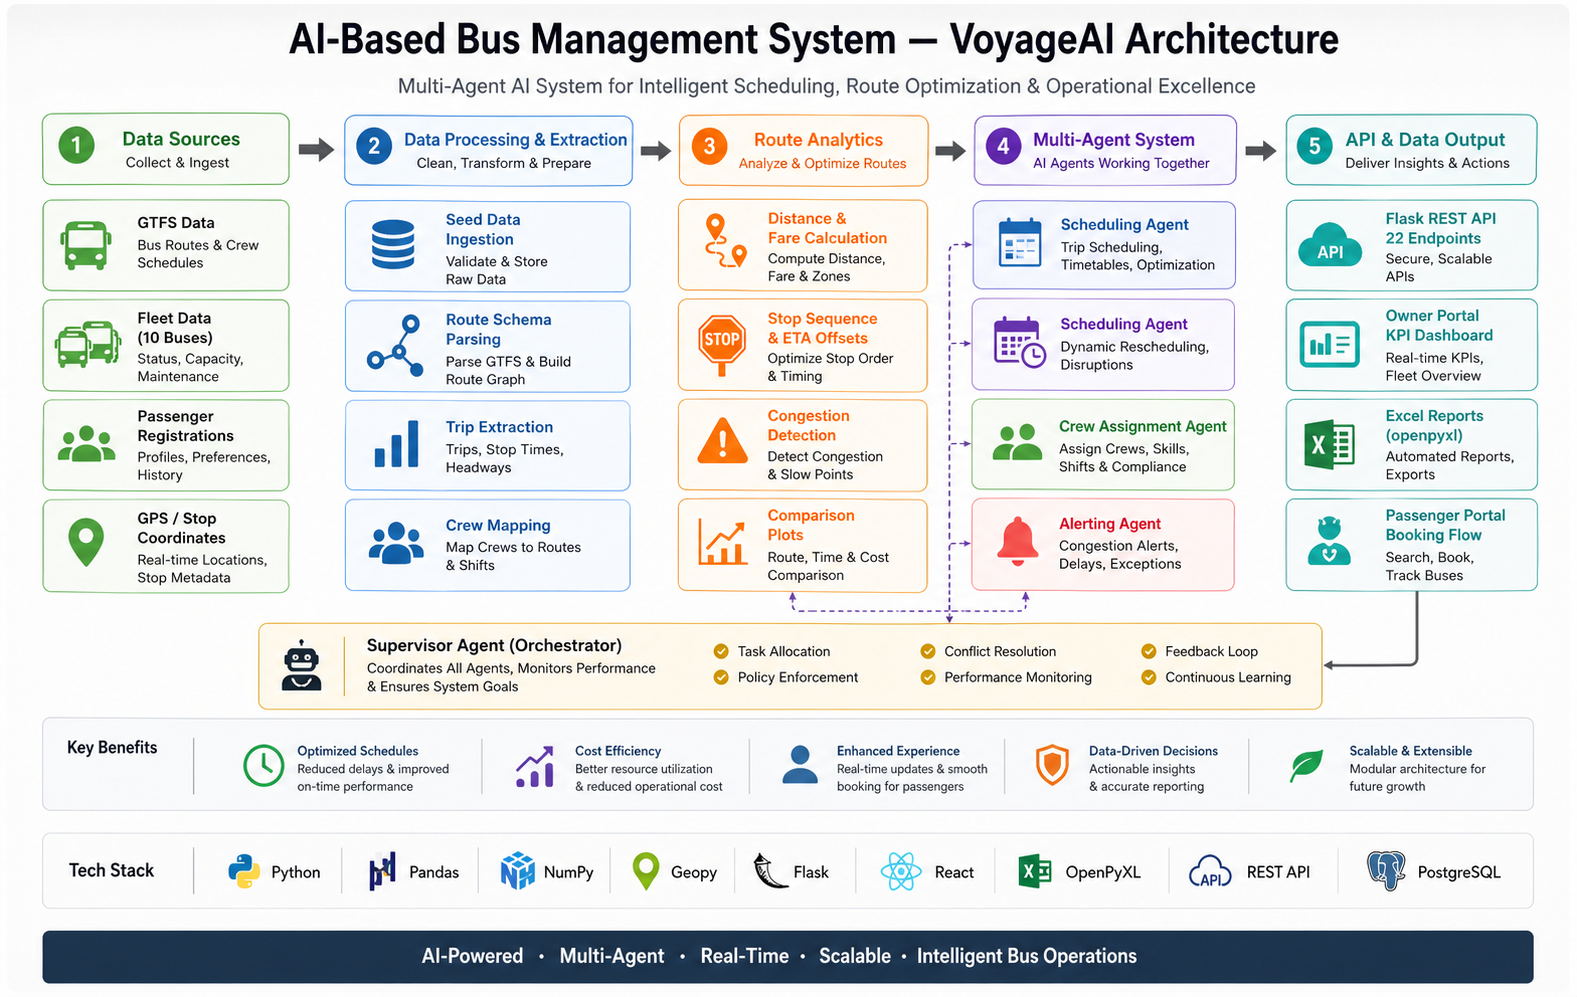 AI-Based Bus Management System — VoyageAI Architecture
Multi-Agent AI System for Intelligent Scheduling, Route Optimization & Operational Excellence
1
Data Sources
Collect & Ingest
2
Data Processing & Extraction
Clean, Transform & Prepare
3
Route Analytics
Analyze & Optimize Routes
4
Multi-Agent System
AI Agents Working Together
5
API & Data Output
Deliver Insights & Actions
GTFS Data
Bus Routes & Crew
Schedules
Fleet Data
(10 Buses)
Status, Capacity,
Maintenance
Passenger
Registrations
Profiles, Preferences,
History
GPS / Stop
Coordinates
Real-time Locations,
Stop Metadata
Seed Data
Ingestion
Validate & Store
Raw Data
Route Schema
Parsing
Parse GTFS & Build
Route Graph
Trip Extraction
Trips, Stop Times,
Headways
Crew Mapping
Map Crews to Routes
& Shifts
Distance &
Fare Calculation
Compute Distance,
Fare & Zones
STOP
Stop Sequence
& ETA Offsets
Optimize Stop Order
& Timing
Congestion
Detection
Detect Congestion
& Slow Points
Comparison
Plots
Route, Time & Cost
Comparison
Scheduling Agent
Trip Scheduling,
Timetables, Optimization
Scheduling Agent
Dynamic Rescheduling,
Disruptions
Crew Assignment Agent
Assign Crews, Skills,
Shifts & Compliance
Alerting Agent
Congestion Alerts,
Delays, Exceptions
API
Flask REST API
22 Endpoints
Secure, Scalable
APIs
Owner Portal
KPI Dashboard
Real-time KPIs,
Fleet Overview
X
Excel Reports
(openpyxl)
Automated Reports,
Exports
Passenger Portal
Booking Flow
Search, Book,
Track Buses
Supervisor Agent (Orchestrator)
Coordinates All Agents, Monitors Performance
& Ensures System Goals
Task Allocation
Policy Enforcement
Conflict Resolution
Performance Monitoring
Feedback Loop
Continuous Learning
Key Benefits
Optimized Schedules
Reduced delays & improved
on-time performance
Cost Efficiency
Better resource utilization
& reduced operational cost
Enhanced Experience
Real-time updates & smooth
booking for passengers
Data-Driven Decisions
Actionable insights
& accurate reporting
Scalable & Extensible
Modular architecture for
future growth
Tech Stack
Python
Pandas
NumPy
Geopy
Flask
React
X
OpenPyXL
API
REST API
PostgreSQL
AI-Powered • Multi-Agent • Real-Time • Scalable • Intelligent Bus Operations